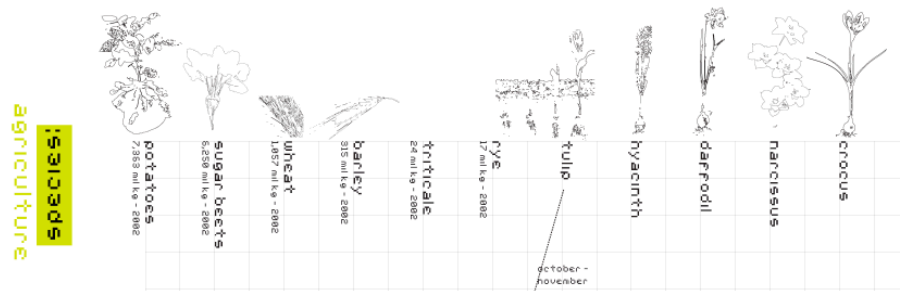 species:
agriculture
potatoes
7,363 mil kg - 2002
sugar beets
6,250 mil kg - 2002
wheat
1,057 mil kg - 2002
barley
315 mil kg - 2002
triticale
24 mil kg - 2002
rye
17 mil kg - 2002
tulip
hyacinth
daffodil
narcissus
crocus
october -
november